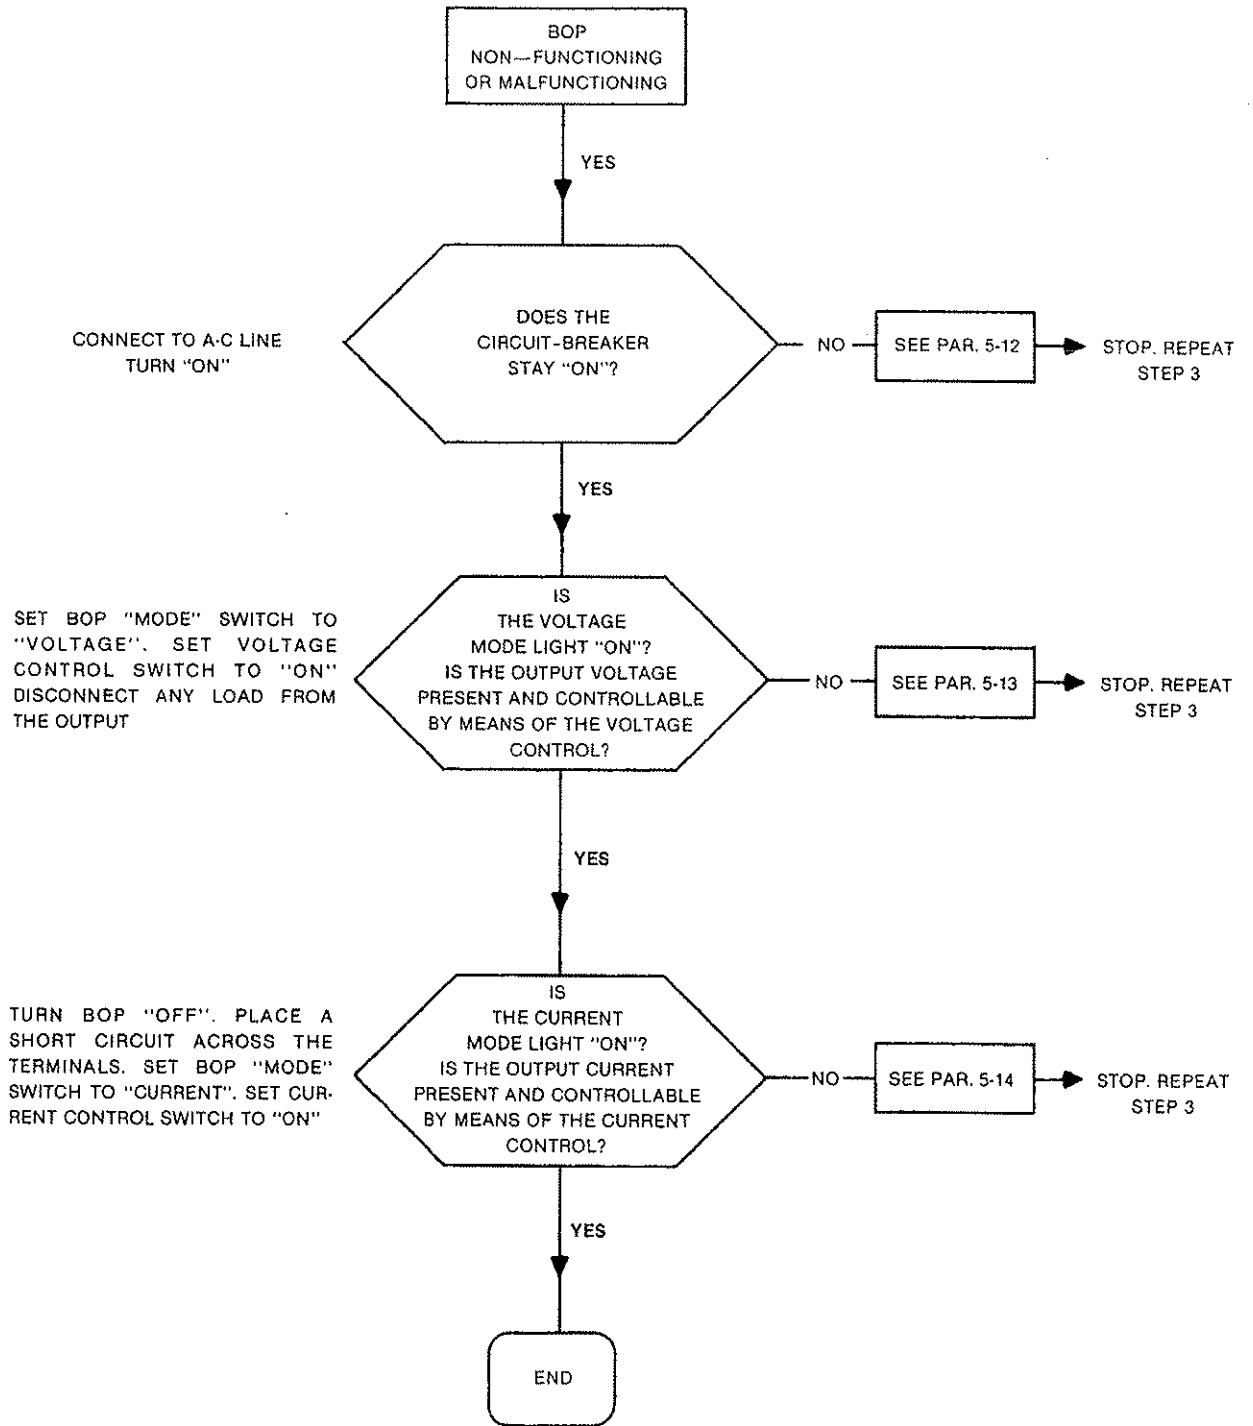 BOP
NON—FUNCTIONING
OR MALFUNCTIONING
YES
CONNECT TO A-C LINE
TURN "ON"
DOES THE
CIRCUIT-BREAKER
STAY "ON"?
NO
SEE PAR. 5-12
STOP. REPEAT
STEP 3
YES
SET BOP "MODE" SWITCH TO
"VOLTAGE". SET VOLTAGE
CONTROL SWITCH TO "ON"
DISCONNECT ANY LOAD FROM
THE OUTPUT
IS
THE VOLTAGE
MODE LIGHT "ON"?
IS THE OUTPUT VOLTAGE
PRESENT AND CONTROLLABLE
BY MEANS OF THE VOLTAGE
CONTROL?
NO
SEE PAR. 5-13
STOP. REPEAT
STEP 3
YES
TURN BOP "OFF". PLACE A
SHORT CIRCUIT ACROSS THE
TERMINALS. SET BOP "MODE"
SWITCH TO "CURRENT". SET CUR-
RENT CONTROL SWITCH TO "ON"
IS
THE CURRENT
MODE LIGHT "ON"?
IS THE OUTPUT CURRENT
PRESENT AND CONTROLLABLE
BY MEANS OF THE CURRENT
CONTROL?
NO
SEE PAR. 5-14
STOP. REPEAT
STEP 3
YES
END